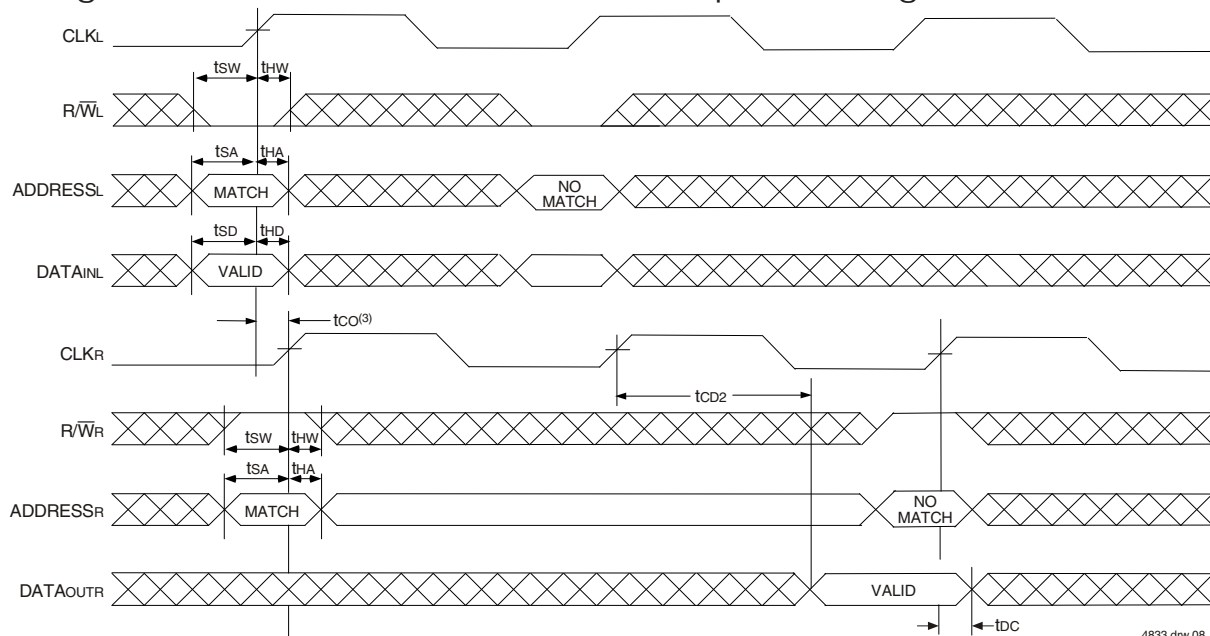 CLKL
tSW tHW
R/W̅L
tSA tHA
ADDRESSL MATCH NO MATCH
tSD tHD
DATAINL VALID
tCO(3)
CLKR
tCD2
R/W̅R
tSW tHW
tSA tHA
ADDRESSR MATCH NO MATCH
DATAOUTR VALID
tDC
4833 drw 08